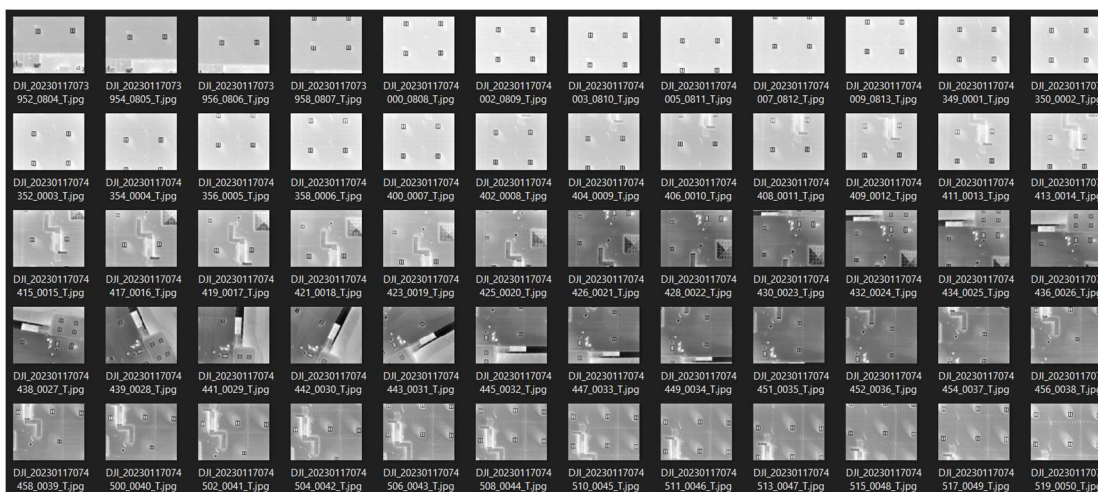 DJI_20230117073
952_0804_T.jpg
DJI_20230117073
954_0805_T.jpg
DJI_20230117073
956_0806_T.jpg
DJI_20230117073
958_0807_T.jpg
DJI_20230117074
000_0808_T.jpg
DJI_20230117074
002_0809_T.jpg
DJI_20230117074
003_0810_T.jpg
DJI_20230117074
005_0811_T.jpg
DJI_20230117074
007_0812_T.jpg
DJI_20230117074
009_0813_T.jpg
DJI_20230117074
349_0001_T.jpg
DJI_2023011707
350_0002_T.jpg
DJI_20230117074
352_0003_T.jpg
DJI_20230117074
354_0004_T.jpg
DJI_20230117074
356_0005_T.jpg
DJI_20230117074
358_0006_T.jpg
DJI_20230117074
400_0007_T.jpg
DJI_20230117074
402_0008_T.jpg
DJI_20230117074
404_0009_T.jpg
DJI_20230117074
406_0010_T.jpg
DJI_20230117074
408_0011_T.jpg
DJI_20230117074
409_0012_T.jpg
DJI_20230117074
411_0013_T.jpg
DJI_2023011707
413_0014_T.jpg
DJI_20230117074
415_0015_T.jpg
DJI_20230117074
417_0016_T.jpg
DJI_20230117074
419_0017_T.jpg
DJI_20230117074
421_0018_T.jpg
DJI_20230117074
423_0019_T.jpg
DJI_20230117074
425_0020_T.jpg
DJI_20230117074
426_0021_T.jpg
DJI_20230117074
428_0022_T.jpg
DJI_20230117074
430_0023_T.jpg
DJI_20230117074
432_0024_T.jpg
DJI_20230117074
434_0025_T.jpg
DJI_2023011707
436_0026_T.jpg
DJI_20230117074
438_0027_T.jpg
DJI_20230117074
439_0028_T.jpg
DJI_20230117074
441_0029_T.jpg
DJI_20230117074
442_0030_T.jpg
DJI_20230117074
443_0031_T.jpg
DJI_20230117074
445_0032_T.jpg
DJI_20230117074
447_0033_T.jpg
DJI_20230117074
449_0034_T.jpg
DJI_20230117074
451_0035_T.jpg
DJI_20230117074
452_0036_T.jpg
DJI_20230117074
454_0037_T.jpg
DJI_2023011707
456_0038_T.jpg
DJI_20230117074
458_0039_T.jpg
DJI_20230117074
500_0040_T.jpg
DJI_20230117074
502_0041_T.jpg
DJI_20230117074
504_0042_T.jpg
DJI_20230117074
506_0043_T.jpg
DJI_20230117074
508_0044_T.jpg
DJI_20230117074
510_0045_T.jpg
DJI_20230117074
511_0046_T.jpg
DJI_20230117074
513_0047_T.jpg
DJI_20230117074
515_0048_T.jpg
DJI_20230117074
517_0049_T.jpg
DJI_2023011707
519_0050_T.jpg